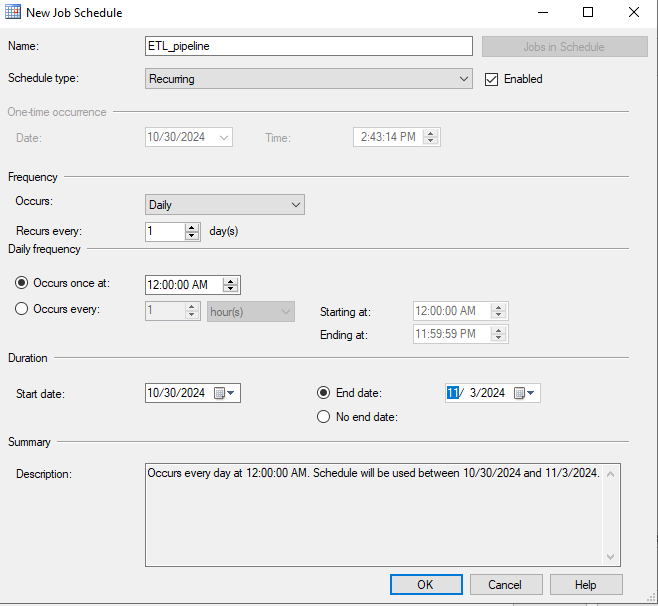 New Job Schedule
Name: ETL_pipeline Jobs in Schedule
Schedule type: Recurring Enabled
One-time occurrence
Date: 10/30/2024 Time: 2:43:14 PM
Frequency
Occurs: Daily
Recurs every: 1 day(s)
Daily frequency
Occurs once at: 12:00:00 AM
Occurs every: 1 hour(s) Starting at: 12:00:00 AM
Ending at: 11:59:59 PM
Duration
Start date: 10/30/2024 End date: 11/ 3/2024
No end date:
Summary
Description: Occurs every day at 12:00:00 AM. Schedule will be used between 10/30/2024 and 11/3/2024.
OK Cancel Help